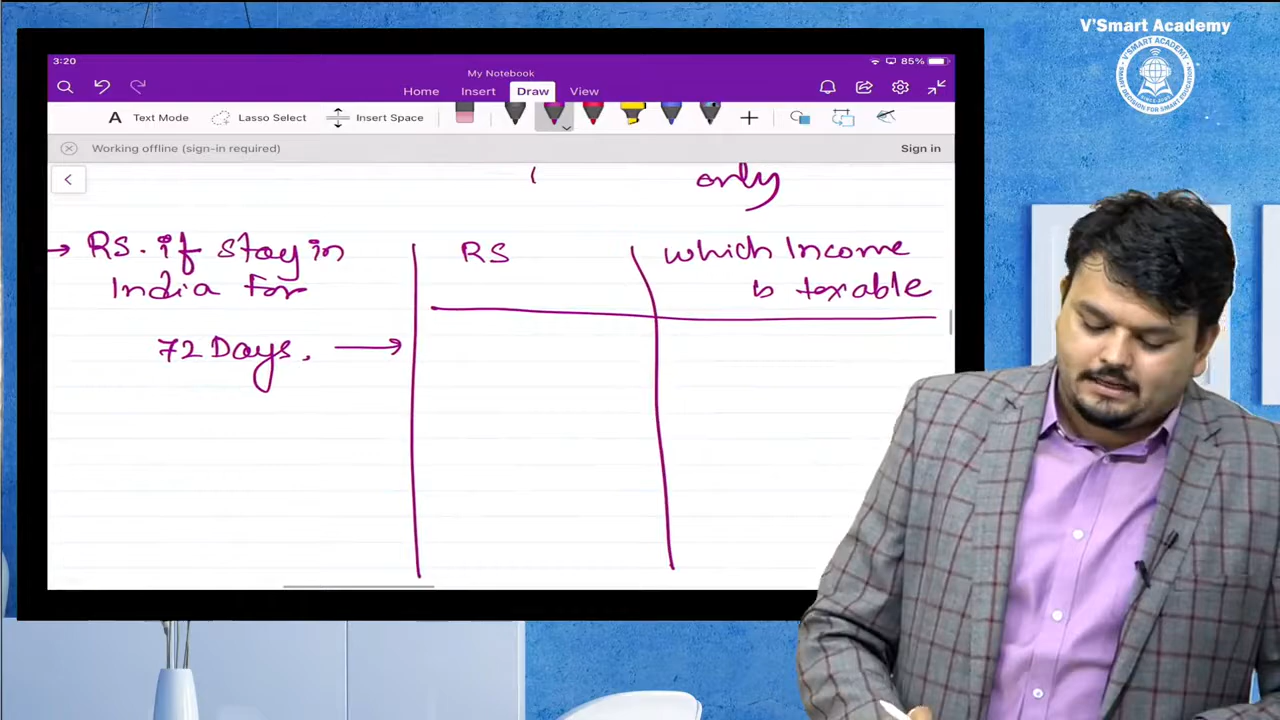 V'Smart Academy
3:20
85%
My Notebook
Home Insert Draw View
Text Mode Lasso Select Insert Space
Working offline (sign-in required) Sign in
only
→ RS. if stay in
India for
72 Days. →
RS
which Income
is taxable